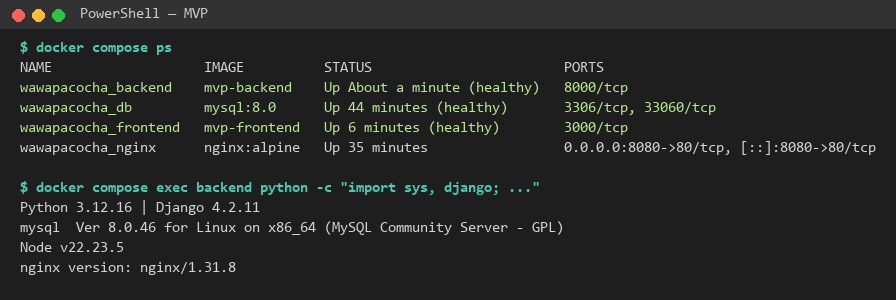 PowerShell — MVP
$ docker compose ps
NAME IMAGE STATUS PORTS
wawapacocha_backend mvp-backend Up About a minute (healthy) 8000/tcp
wawapacocha_db mysql:8.0 Up 44 minutes (healthy) 3306/tcp, 33060/tcp
wawapacocha_frontend mvp-frontend Up 6 minutes (healthy) 3000/tcp
wawapacocha_nginx nginx:alpine Up 35 minutes 0.0.0.0:8080->80/tcp, [::]:8080->80/tcp
$ docker compose exec backend python -c "import sys, django; ..."
Python 3.12.16 | Django 4.2.11
mysql  Ver 8.0.46 for Linux on x86_64 (MySQL Community Server - GPL)
Node v22.23.5
nginx version: nginx/1.31.8